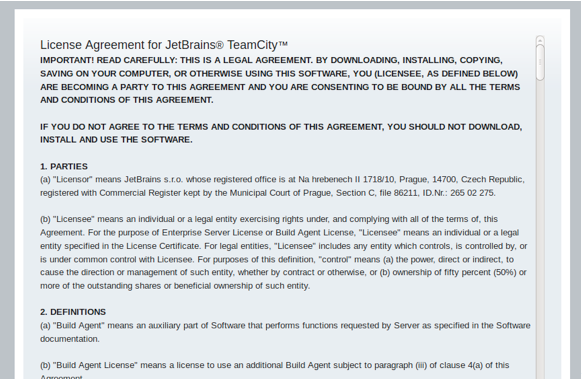 License Agreement for JetBrains® TeamCity™
IMPORTANT! READ CAREFULLY: THIS IS A LEGAL AGREEMENT. BY DOWNLOADING, INSTALLING, COPYING,
SAVING ON YOUR COMPUTER, OR OTHERWISE USING THIS SOFTWARE, YOU (LICENSEE, AS DEFINED BELOW)
ARE BECOMING A PARTY TO THIS AGREEMENT AND YOU ARE CONSENTING TO BE BOUND BY ALL THE TERMS
AND CONDITIONS OF THIS AGREEMENT.
IF YOU DO NOT AGREE TO THE TERMS AND CONDITIONS OF THIS AGREEMENT, YOU SHOULD NOT DOWNLOAD,
INSTALL AND USE THE SOFTWARE.
1. PARTIES
(a) "Licensor" means JetBrains s.r.o. whose registered office is at Na hrebenech II 1718/10, Prague, 14700, Czech Republic,
registered with Commercial Register kept by the Municipal Court of Prague, Section C, file 86211, ID.Nr.: 265 02 275.
(b) "Licensee" means an individual or a legal entity exercising rights under, and complying with all of the terms of, this
Agreement. For the purpose of Enterprise Server License or Build Agent License, "Licensee" means an individual or a legal
entity specified in the License Certificate. For legal entities, "Licensee" includes any entity which controls, is controlled by, or
is under common control with Licensee. For purposes of this definition, "control" means (a) the power, direct or indirect, to
cause the direction or management of such entity, whether by contract or otherwise, or (b) ownership of fifty percent (50%) or
more of the outstanding shares or beneficial ownership of such entity.
2. DEFINITIONS
(a) "Build Agent" means an auxiliary part of Software that performs functions requested by Server as specified in the Software
documentation.
(b) "Build Agent License" means a license to use an additional Build Agent subject to paragraph (iii) of clause 4(a) of this
Agreement.